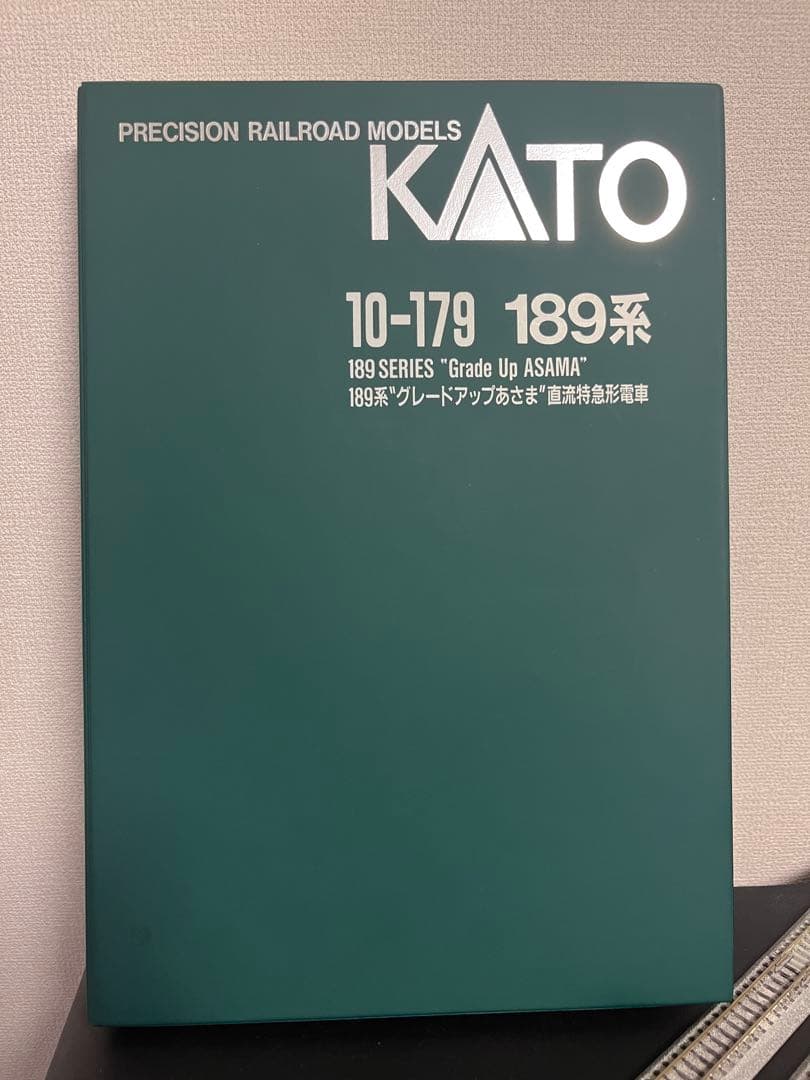 PRECISION RAILROAD MODELS
KATO
10-179 189系
189 SERIES "Grade Up ASAMA"
189系"グレードアップあさま"直流特急形電車